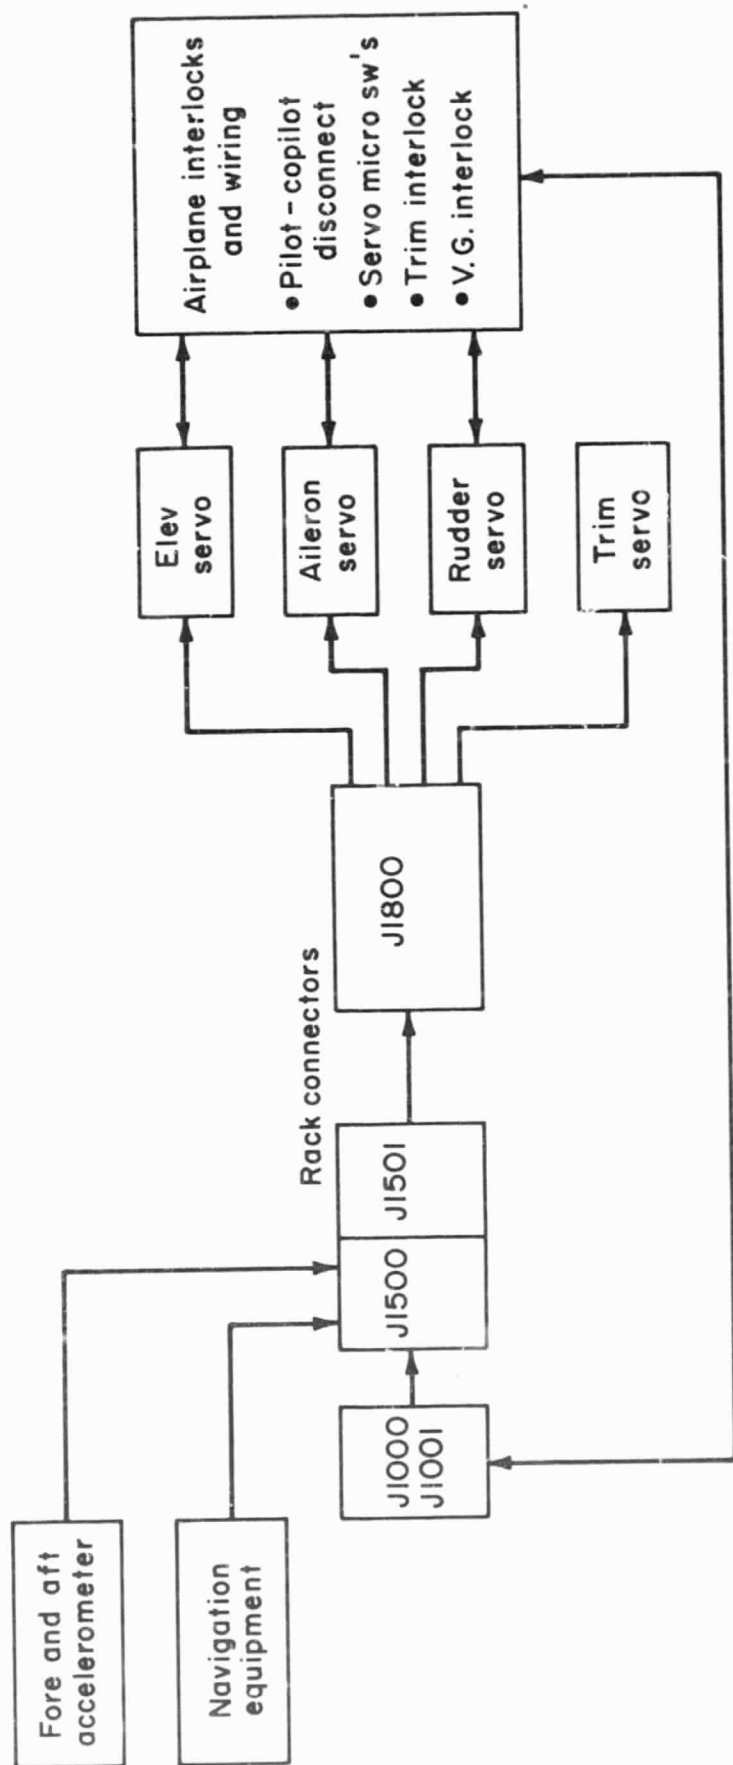 Fore and aft
accelerometer
Navigation
equipment
J1000
J1001
J1500
J1501
Rack connectors
J1800
Elev
servo
Aileron
servo
Rudder
servo
Trim
servo
Airplane interlocks
and wiring
• Pilot-copilot
disconnect
• Servo micro sw's
• Trim interlock
• V.G. interlock